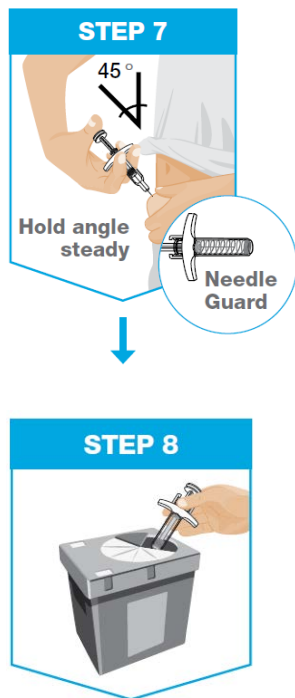 STEP 7
45°
Hold angle
steady
Needle
Guard
STEP 8